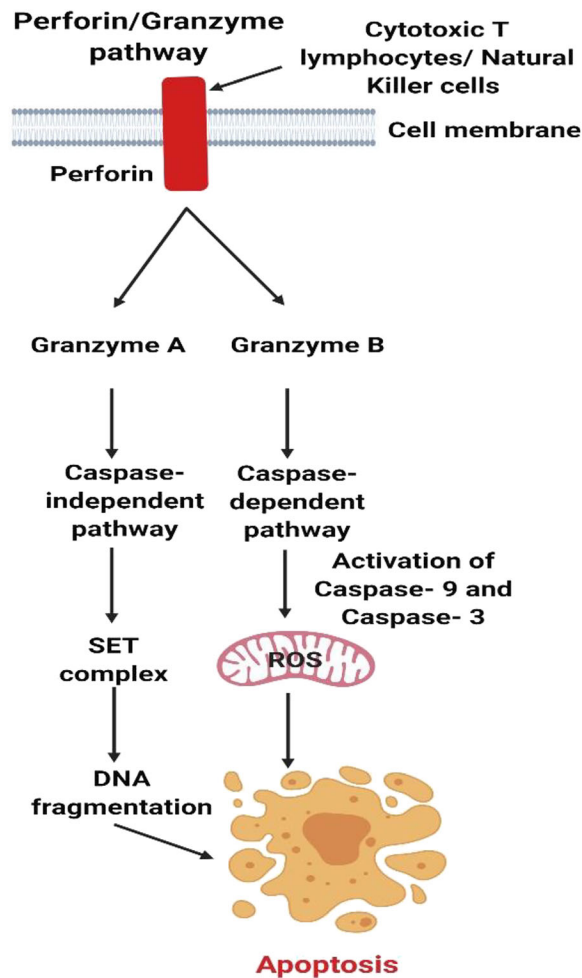 Perforin/Granzyme
pathway
Cytotoxic T
lymphocytes/ Natural
Killer cells
Cell membrane
Perforin
Granzyme A
Granzyme B
Caspase-
independent
pathway
Caspase-
dependent
pathway
Activation of
Caspase- 9 and
Caspase- 3
SET
complex
ROS
DNA
fragmentation
Apoptosis